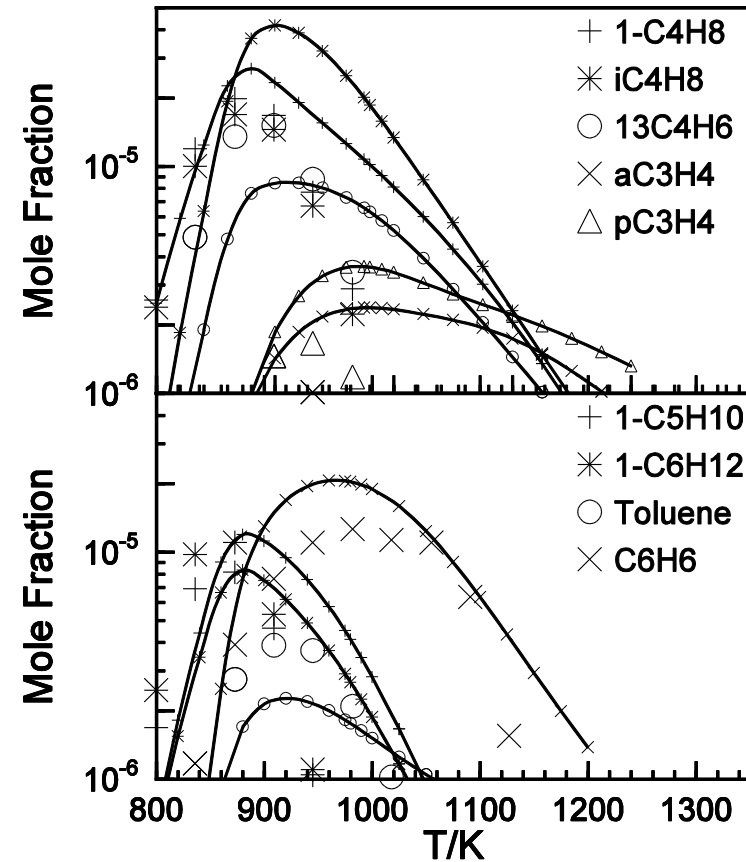 1-C4H8
iC4H8
13C4H6
aC3H4
pC3H4
Mole Fraction
10⁻⁵
10⁻⁶
1-C5H10
1-C6H12
Toluene
C6H6
Mole Fraction
10⁻⁵
10⁻⁶
800 900 1000 1100 1200 1300
T/K